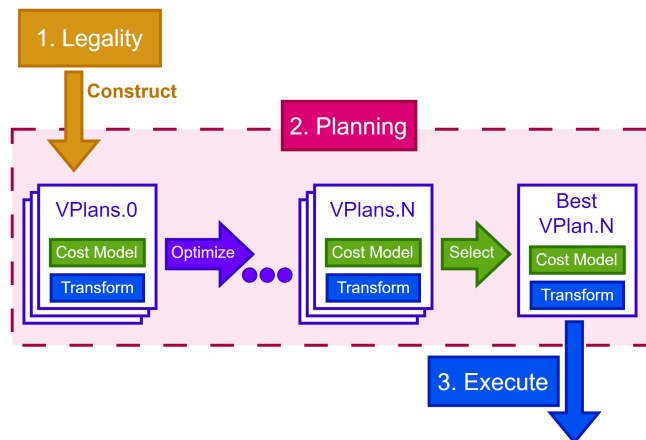 1. Legality
Construct
2. Planning
VPlans.0
Cost Model
Transform
Optimize
VPlans.N
Cost Model
Transform
Select
Best
VPlan.N
Cost Model
Transform
3. Execute